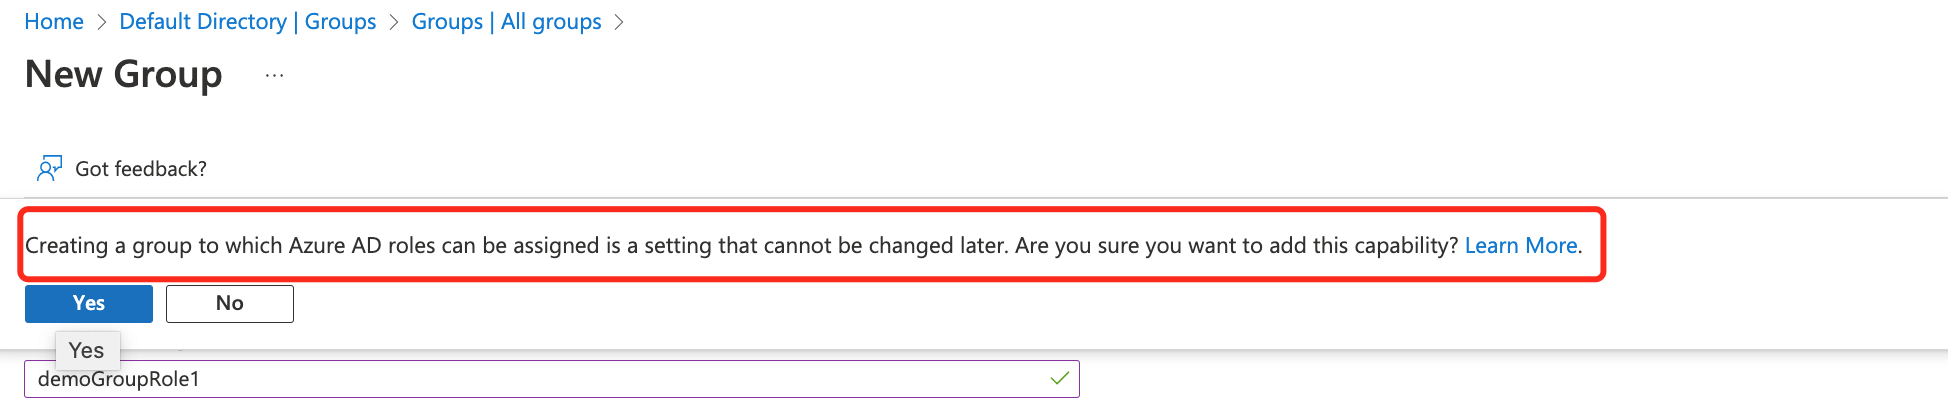 Home > Default Directory | Groups > Groups | All groups >
New Group ...
Got feedback?
Creating a group to which Azure AD roles can be assigned is a setting that cannot be changed later. Are you sure you want to add this capability? Learn More.
Yes No
Yes
demoGroupRole1